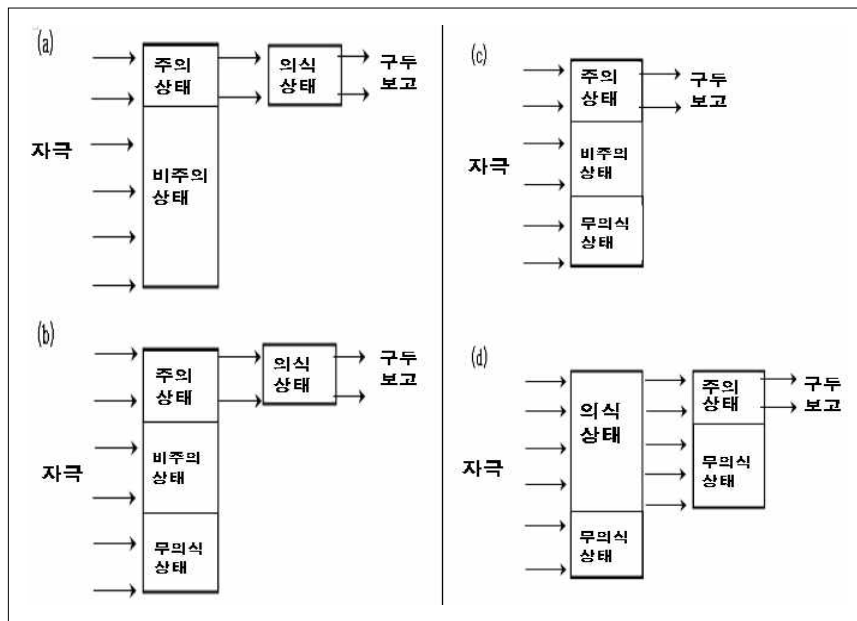 (a)
주의
상태
의식
상태
구두
보고
자극
비주의
상태
(b)
주의
상태
의식
상태
구두
보고
비주의
상태
자극
무의식
상태
(c)
주의
상태
구두
보고
비주의
상태
자극
무의식
상태
(d)
의식
상태
주의
상태
구두
보고
자극
무의식
상태
무의식
상태